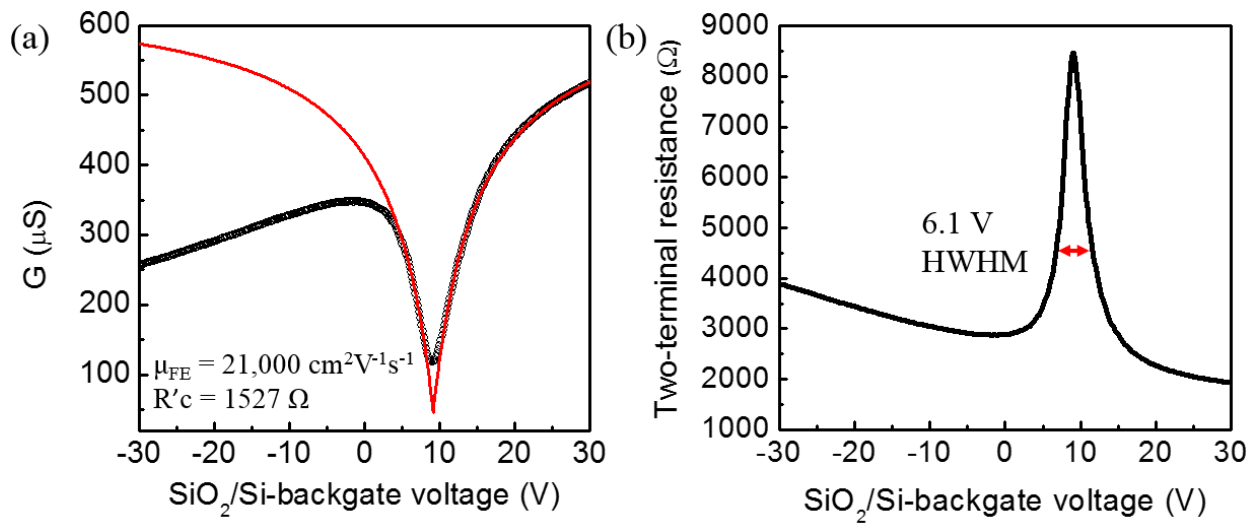 (a)
600
500
400
300
200
100
G (μS)
μFE = 21,000 cm²V⁻¹s⁻¹
R'c = 1527 Ω
-30 -20 -10 0 10 20 30
SiO₂/Si-backgate voltage (V)
(b)
9000
8000
7000
6000
5000
4000
3000
2000
1000
Two-terminal resistance (Ω)
6.1 V
HWHM
-30 -20 -10 0 10 20 30
SiO₂/Si-backgate voltage (V)